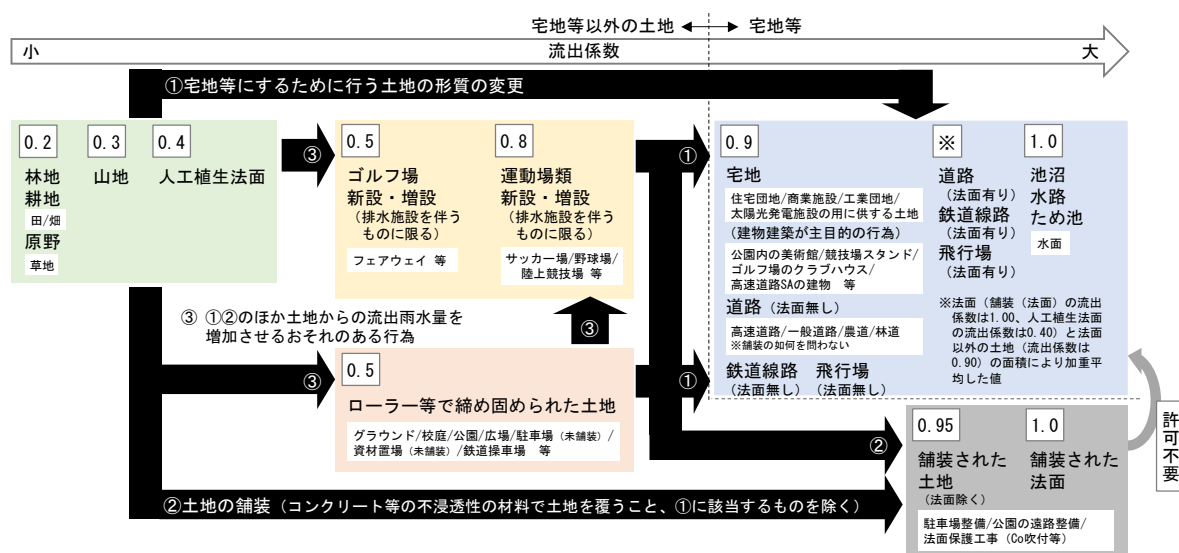 宅地等以外の土地 宅地等
小 流出係数 大
①宅地等にするために行う土地の形質の変更
0.2 0.3 0.4
林地 山地 人工植生法面
耕地
田/畑
原野
草地
③
0.5 0.8
ゴルフ場 運動場類
新設・増設 新設・増設
(排水施設を伴う (排水施設を伴う
ものに限る) ものに限る)
フェアウェイ 等 サッカー場/野球場/
陸上競技場 等
①
0.9 ※ 1.0
宅地
住宅団地/商業施設/工業団地/
太陽光発電施設の用に供する土地
(建物建築が主目的の行為)
公園内の美術館/競技場スタンド/
ゴルフ場のクラブハウス/
高速道路SAの建物 等
道路(法面無し)
高速道路/一般道路/農道/林道
※舗装の如何を問わない
鉄道線路 飛行場
(法面無し) (法面無し)
道路
(法面有り)
鉄道線路
(法面有り)
飛行場
(法面有り)
池沼
水路
ため池
水面
※法面(舗装(法面)の流出
係数は1.00、人工植生法面
の流出係数は0.40)と法面
以外の土地(流出係数は
0.90)の面積により加重平
均した値
③ ①②のほか土地からの流出雨水量を
増加させるおそれのある行為
③
③
0.5
ローラー等で締め固められた土地
グラウンド/校庭/公園/広場/駐車場(未舗装)/
資材置場(未舗装)/鉄道操車場 等
①
②
②土地の舗装(コンクリート等の不浸透性の材料で土地を覆うこと、①に該当するものを除く)
0.95 1.0
舗装された 舗装された
土地 法面
(法面除く)
駐車場整備/公園の遠路整備/
法面保護工事(Co吹付等)
許可不要